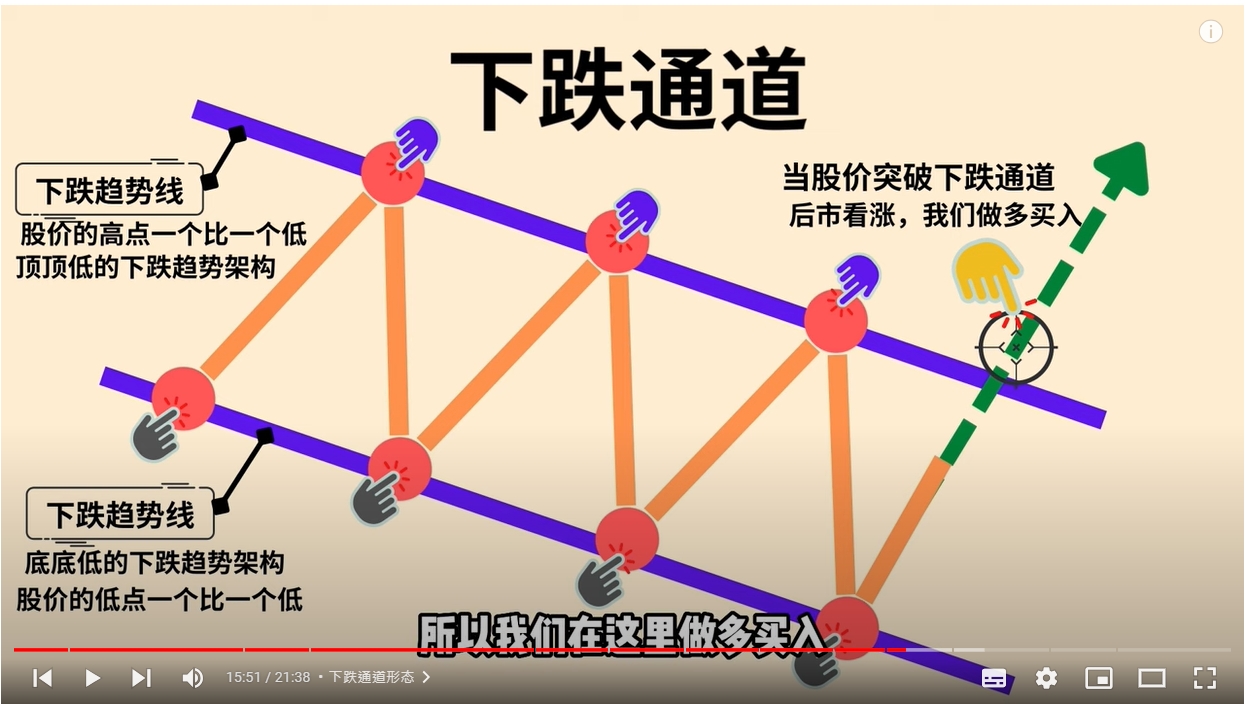 下跌通道
下跌趋势线
股价的高点一个比一个低
顶顶低的下跌趋势架构
当股价突破下跌通道
后市看涨，我们做多买入
下跌趋势线
底底低的下跌趋势架构
股价的低点一个比一个低
所以我们在这里做多买入
15:51 / 21:38 • 下跌通道形态